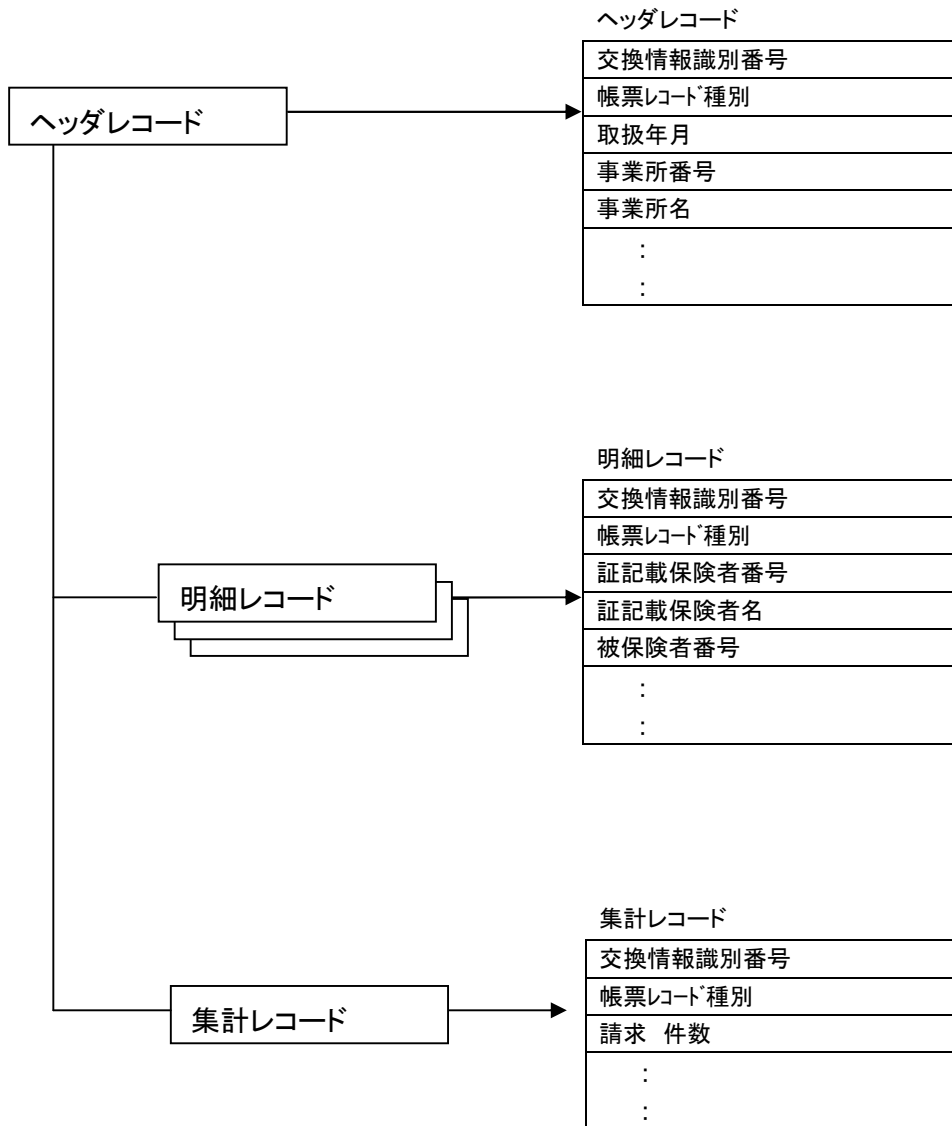 ヘッダレコード
ヘッダレコード
交換情報識別番号
帳票ﾚｺｰﾄﾞ種別
取扱年月
事業所番号
事業所名
:
:
明細レコード
明細レコード
交換情報識別番号
帳票ﾚｺｰﾄﾞ種別
証記載保険者番号
証記載保険者名
被保険者番号
:
:
集計レコード
集計レコード
交換情報識別番号
帳票ﾚｺｰﾄﾞ種別
請求　件数
:
: